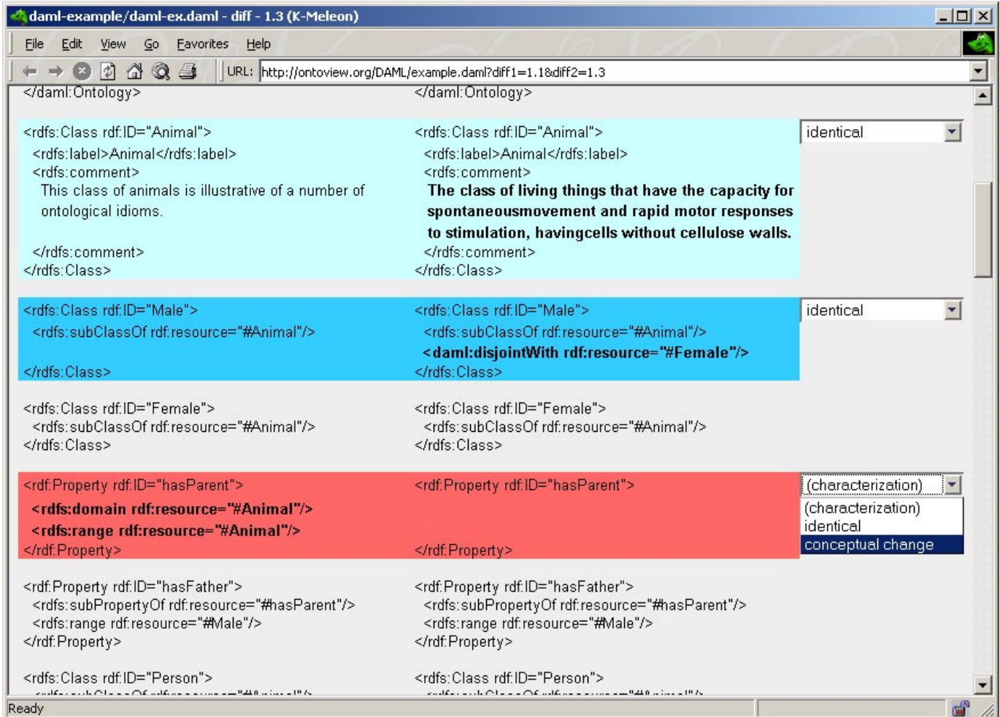 daml-example/daml-ex.daml - diff - 1.3 (K-Meleon)
File Edit View Go Favorites Help
URL: http://ontoview.org/DAML/example.daml?diff1=1.1&diff2=1.3
</daml:Ontology> </daml:Ontology>
<rdfs:Class rdf:ID="Animal"> <rdfs:Class rdf:ID="Animal"> identical
<rdfs:label>Animal</rdfs:label> <rdfs:label>Animal</rdfs:label>
<rdfs:comment> <rdfs:comment>
This class of animals is illustrative of a number of The class of living things that have the capacity for
ontological idioms. spontaneousmovement and rapid motor responses
to stimulation, havingcells without cellulose walls.
</rdfs:comment> </rdfs:comment>
</rdfs:Class> </rdfs:Class>
<rdfs:Class rdf:ID="Male"> <rdfs:Class rdf:ID="Male"> identical
<rdfs:subClassOf rdf:resource="#Animal"/> <rdfs:subClassOf rdf:resource="#Animal"/>
<daml:disjointWith rdf:resource="#Female"/>
</rdfs:Class> </rdfs:Class>
<rdfs:Class rdf:ID="Female"> <rdfs:Class rdf:ID="Female">
<rdfs:subClassOf rdf:resource="#Animal"/> <rdfs:subClassOf rdf:resource="#Animal"/>
</rdfs:Class> </rdfs:Class>
<rdf:Property rdf:ID="hasParent"> <rdf:Property rdf:ID="hasParent"> (characterization)
<rdfs:domain rdf:resource="#Animal"/> (characterization)
<rdfs:range rdf:resource="#Animal"/> identical
</rdf:Property> </rdf:Property> conceptual change
<rdf:Property rdf:ID="hasFather"> <rdf:Property rdf:ID="hasFather">
<rdfs:subPropertyOf rdf:resource="#hasParent"/> <rdfs:subPropertyOf rdf:resource="#hasParent"/>
<rdfs:range rdf:resource="#Male"/> <rdfs:range rdf:resource="#Male"/>
</rdf:Property> </rdf:Property>
<rdfs:Class rdf:ID="Person"> <rdfs:Class rdf:ID="Person">
<rdfs:subClassOf rdf:resource="#Animal"/> <rdfs:subClassOf rdf:resource="#Animal"/>
Ready